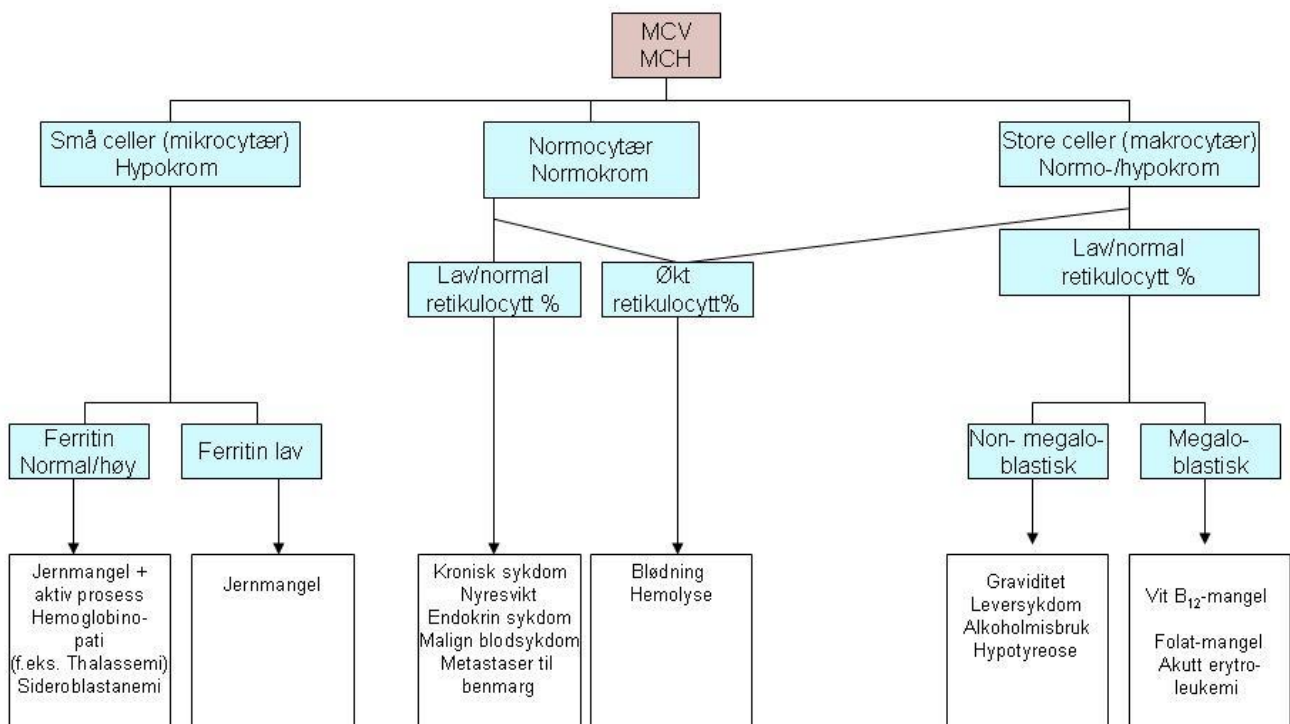 MCV
MCH
Små celler (mikrocytær)
Hypokrom
Normocytær
Normokrom
Store celler (makrocytær)
Normo-/hypokrom
Lav/normal
retikulocytt %
Økt
retikulocytt%
Lav/normal
retikulocytt %
Ferritin
Normal/høy
Ferritin lav
Non- megalo-
blastisk
Megalo-
blastisk
Jernmangel +
aktiv prosess
Hemoglobino-
pati
(f.eks. Thalassemi)
Sideroblastanemi
Jernmangel
Kronisk sykdom
Nyresvikt
Endokrin sykdom
Malign blodsykdom
Metastaser til
benmarg
Blødning
Hemolyse
Graviditet
Leversykdom
Alkoholmisbruk
Hypotyreose
Vit B₁₂-mangel
Folat-mangel
Akutt erytro-
leukemi